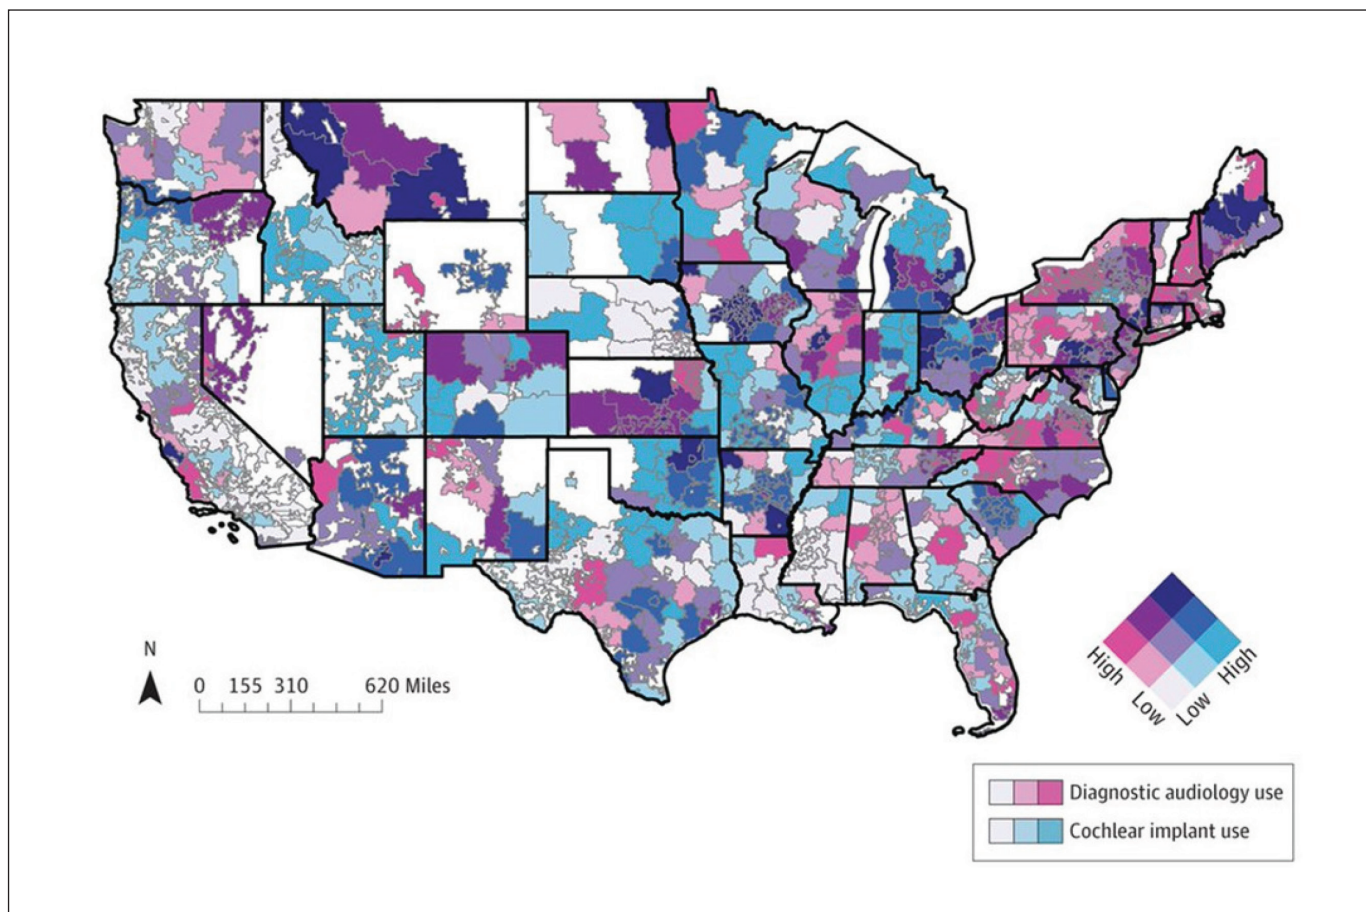 N
0 155 310 620 Miles
High Low Low High
Diagnostic audiology use
Cochlear implant use